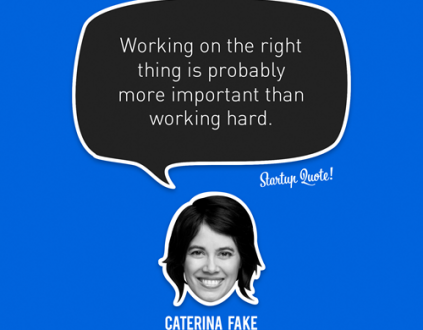 Working on the right
thing is probably
more important than
working hard.
Startup Quote!
CATERINA FAKE